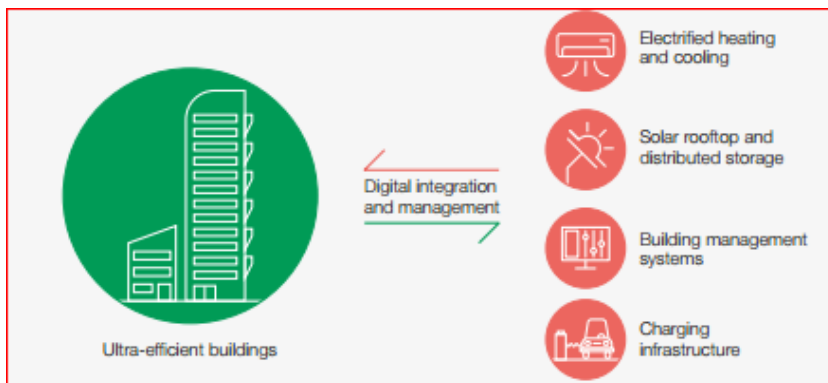 Electrified heating
and cooling
Solar rooftop and
distributed storage
Digital integration
and management
Building management
systems
Ultra-efficient buildings
Charging
infrastructure